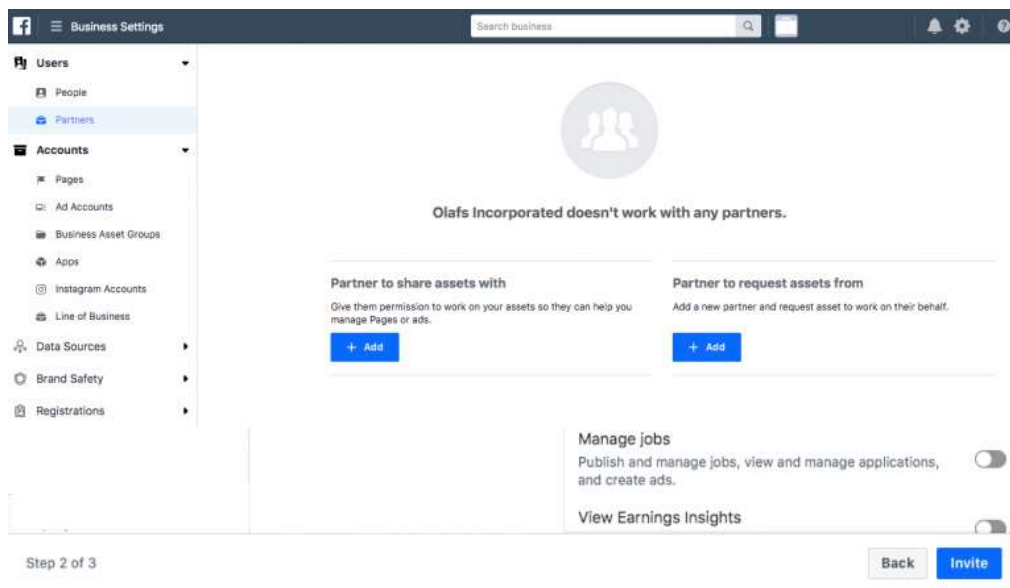 Business Settings
Search business
Users
People
Partners
Accounts
Pages
Ad Accounts
Business Asset Groups
Apps
Instagram Accounts
Line of Business
Data Sources
Brand Safety
Registrations
Olafs Incorporated doesn't work with any partners.
Partner to share assets with
Give them permission to work on your assets so they can help you
manage Pages or ads.
+ Add
Partner to request assets from
Add a new partner and request asset to work on their behalf.
+ Add
Manage jobs
Publish and manage jobs, view and manage applications,
and create ads.
View Earnings Insights
Step 2 of 3
Back
Invite